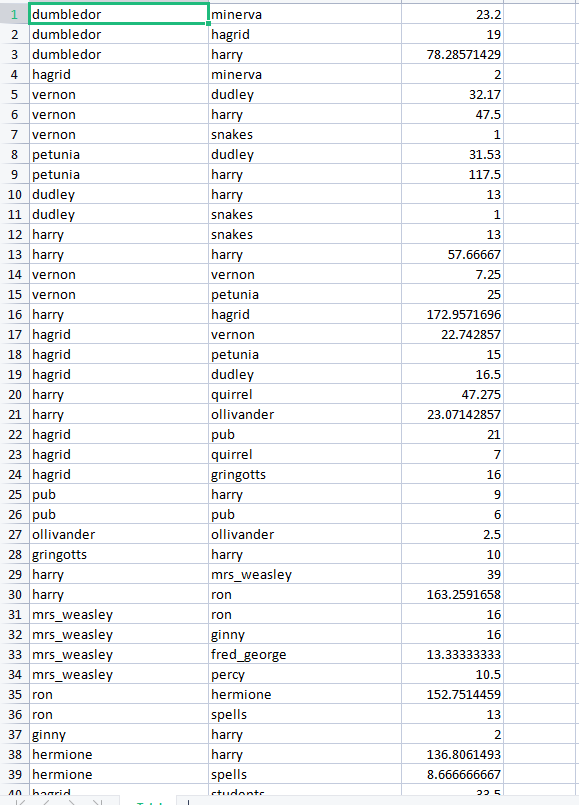 1 dumbledor minerva 23.2
2 dumbledor hagrid 19
3 dumbledor harry 78.28571429
4 hagrid minerva 2
5 vernon dudley 32.17
6 vernon harry 47.5
7 vernon snakes 1
8 petunia dudley 31.53
9 petunia harry 117.5
10 dudley harry 13
11 dudley snakes 1
12 harry snakes 13
13 harry harry 57.66667
14 vernon vernon 7.25
15 vernon petunia 25
16 harry hagrid 172.9571696
17 hagrid vernon 22.742857
18 hagrid petunia 15
19 hagrid dudley 16.5
20 harry quirrel 47.275
21 harry ollivander 23.07142857
22 hagrid pub 21
23 hagrid quirrel 7
24 hagrid gringotts 16
25 pub harry 9
26 pub pub 6
27 ollivander ollivander 2.5
28 gringotts harry 10
29 harry mrs_weasley 39
30 harry ron 163.2591658
31 mrs_weasley ron 16
32 mrs_weasley ginny 16
33 mrs_weasley fred_george 13.33333333
34 mrs_weasley percy 10.5
35 ron hermione 152.7514459
36 ron spells 13
37 ginny harry 2
38 hermione harry 136.8061493
39 hermione spells 8.666666667
40 hagrid students 33.5